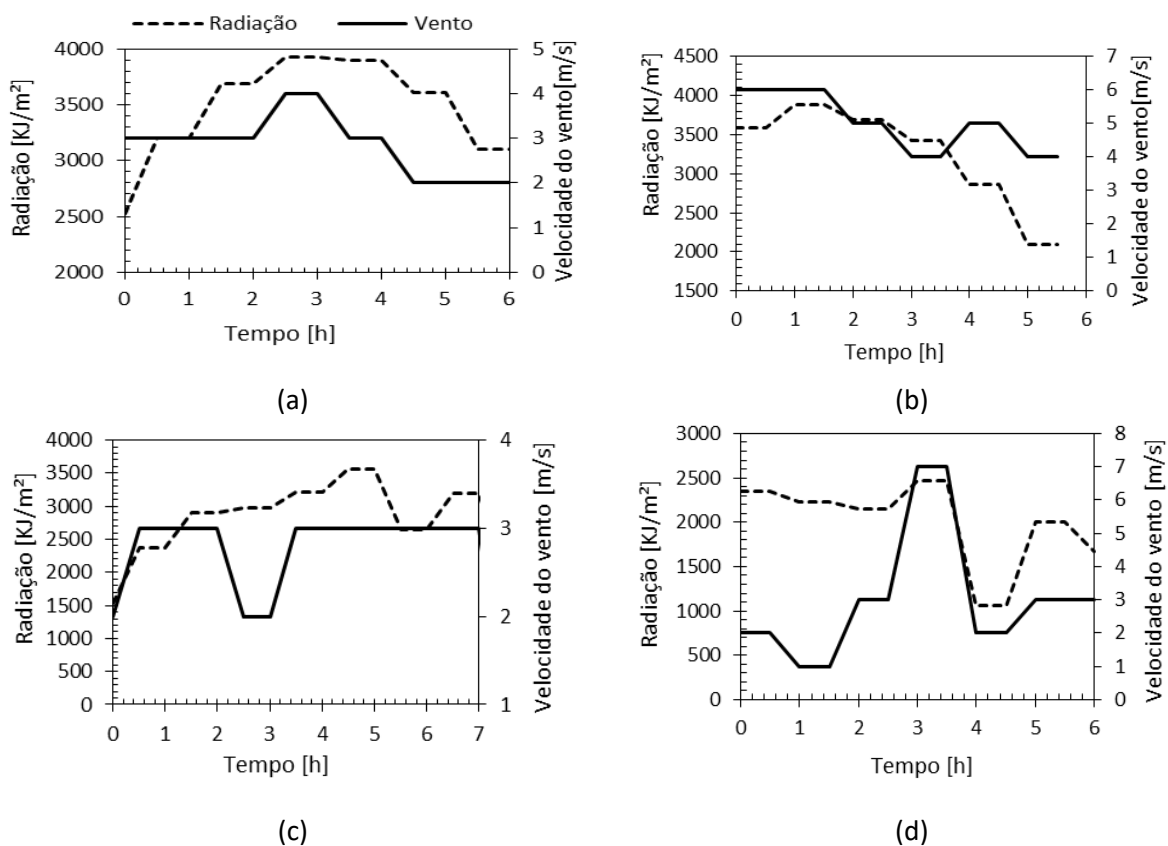 Radiação Vento
Radiação [KJ/m²]
4000
3500
3000
2500
2000
5
4
3
2
1
0
Velocidade do vento[m/s]
0 1 2 3 4 5 6
Tempo [h]
(a)
Radiação [KJ/m²]
4500
4000
3500
3000
2500
2000
1500
7
6
5
4
3
2
1
0
Velocidade do vento[m/s]
0 1 2 3 4 5 6
Tempo [h]
(b)
Radiação [KJ/m²]
4000
3500
3000
2500
2000
1500
1000
500
0
4
3
2
1
Velocidade do vento [m/s]
0 1 2 3 4 5 6 7
Tempo [h]
(c)
Radiação [KJ/m²]
3000
2500
2000
1500
1000
500
0
8
7
6
5
4
3
2
1
0
Velocidade do vento [m/s]
0 1 2 3 4 5 6
Tempo [h]
(d)